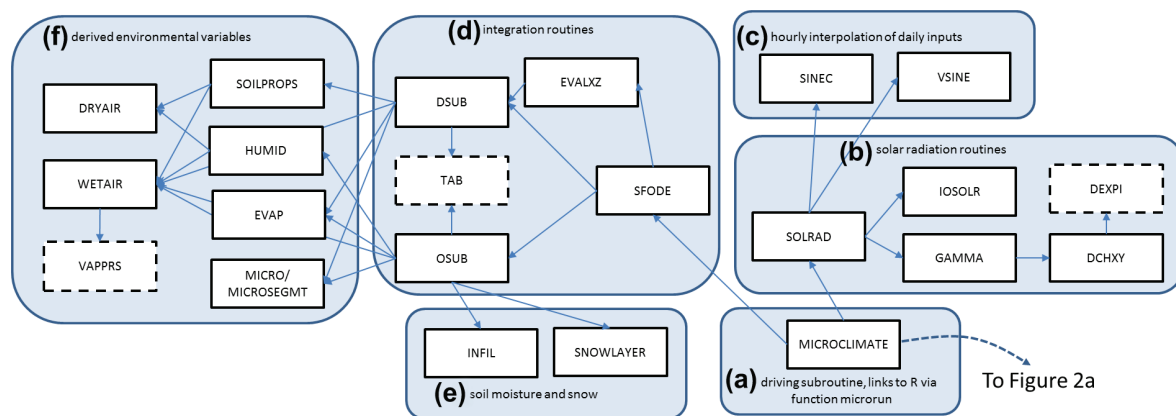 (f) derived environmental variables
DRYAIR
SOILPROPS
HUMID
WETAIR
EVAP
VAPPRS
MICRO/
MICROSEGMT
(d) integration routines
DSUB
EVALXZ
TAB
SFODE
OSUB
(c) hourly interpolation of daily inputs
SINEC
VSINE
(b) solar radiation routines
IOSOLR
DEXPI
SOLRAD
GAMMA
DCHXY
INFIL
SNOWLAYER
(e) soil moisture and snow
MICROCLIMATE
(a) driving subroutine, links to R via
function microrun
To Figure 2a